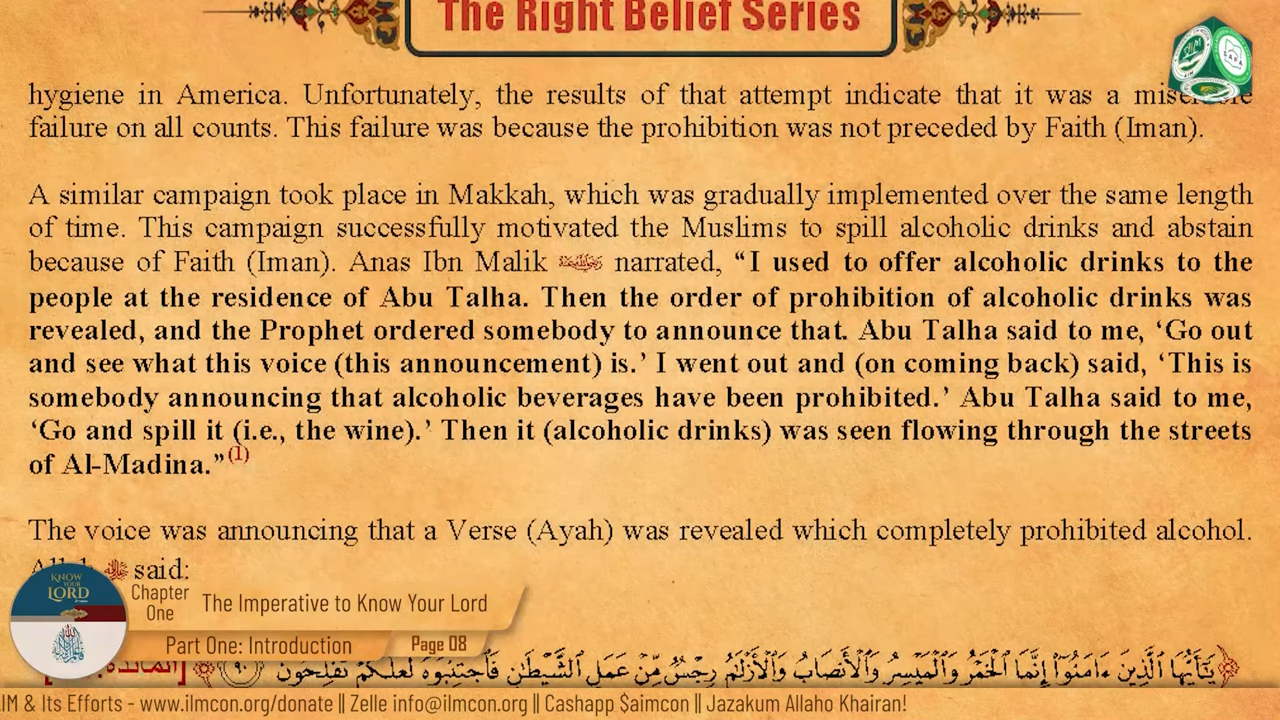 The Right Belief Series
hygiene in America. Unfortunately, the results of that attempt indicate that it was a
failure on all counts. This failure was because the prohibition was not preceded by Faith (Iman).
A similar campaign took place in Makkah, which was gradually implemented over the same length
of time. This campaign successfully motivated the Muslims to spill alcoholic drinks and abstain
because of Faith (Iman). Anas Ibn Malik narrated, “I used to offer alcoholic drinks to the
people at the residence of Abu Talha. Then the order of prohibition of alcoholic drinks was
revealed, and the Prophet ordered somebody to announce that. Abu Talha said to me, ‘Go out
and see what this voice (this announcement) is.’ I went out and (on coming back) said, ‘This is
somebody announcing that alcoholic beverages have been prohibited.’ Abu Talha said to me,
‘Go and spill it (i.e., the wine).’ Then it (alcoholic drinks) was seen flowing through the streets
of Al-Madina.”(1)
The voice was announcing that a Verse (Ayah) was revealed which completely prohibited alcohol.
ﷻ said:
KNOW
YOUR
LORD
Chapter
One
The Imperative to Know Your Lord
Part One: Introduction
Page 08
يَٰٓأَيُّهَا ٱلَّذِينَ ءَامَنُوٓاْ إِنَّمَا ٱلۡخَمۡرُ وَٱلۡمَيۡسِرُ وَٱلۡأَنصَابُ وَٱلۡأَزۡلَٰمُ رِجۡسٞ مِّنۡ عَمَلِ ٱلشَّيۡطَٰنِ فَٱجۡتَنِبُوهُ لَعَلَّكُمۡ تُفۡلِحُونَ ٩٠ [المائدة:
IM & Its Efforts - www.ilmcon.org/donate || Zelle info@ilmcon.org || Cashapp $aimcon || Jazakum Allaho Khairan!